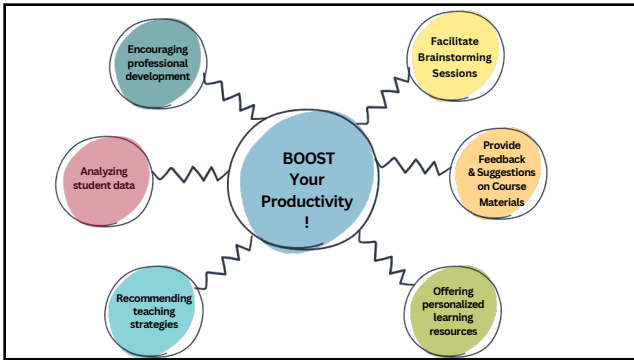 Encouraging
professional
development
Facilitate
Brainstorming
Sessions
Analyzing
student data
BOOST
Your
Productivity
!
Provide
Feedback
& Suggestions
on Course
Materials
Recommending
teaching
strategies
Offering
personalized
learning
resources